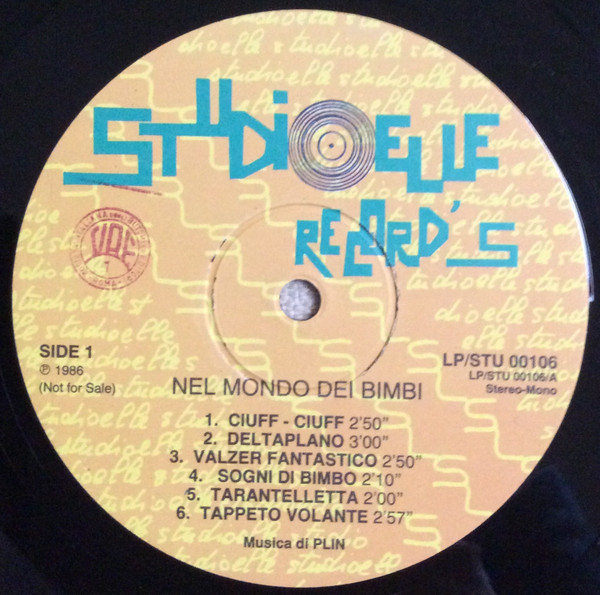 STUDIOELLE
RECORD'S
SIDE 1
℗ 1986
(Not for Sale)
LP/STU 00106
LP/STU 00106/A
Stereo-Mono
NEL MONDO DEI BIMBI
1. CIUFF - CIUFF 2'50"
2. DELTAPLANO 3'00"
3. VALZER FANTASTICO 2'50"
4. SOGNI DI BIMBO 2'10"
5. TARANTELLETTA 2'00"
6. TAPPETO VOLANTE 2'57"
Musica di PLIN